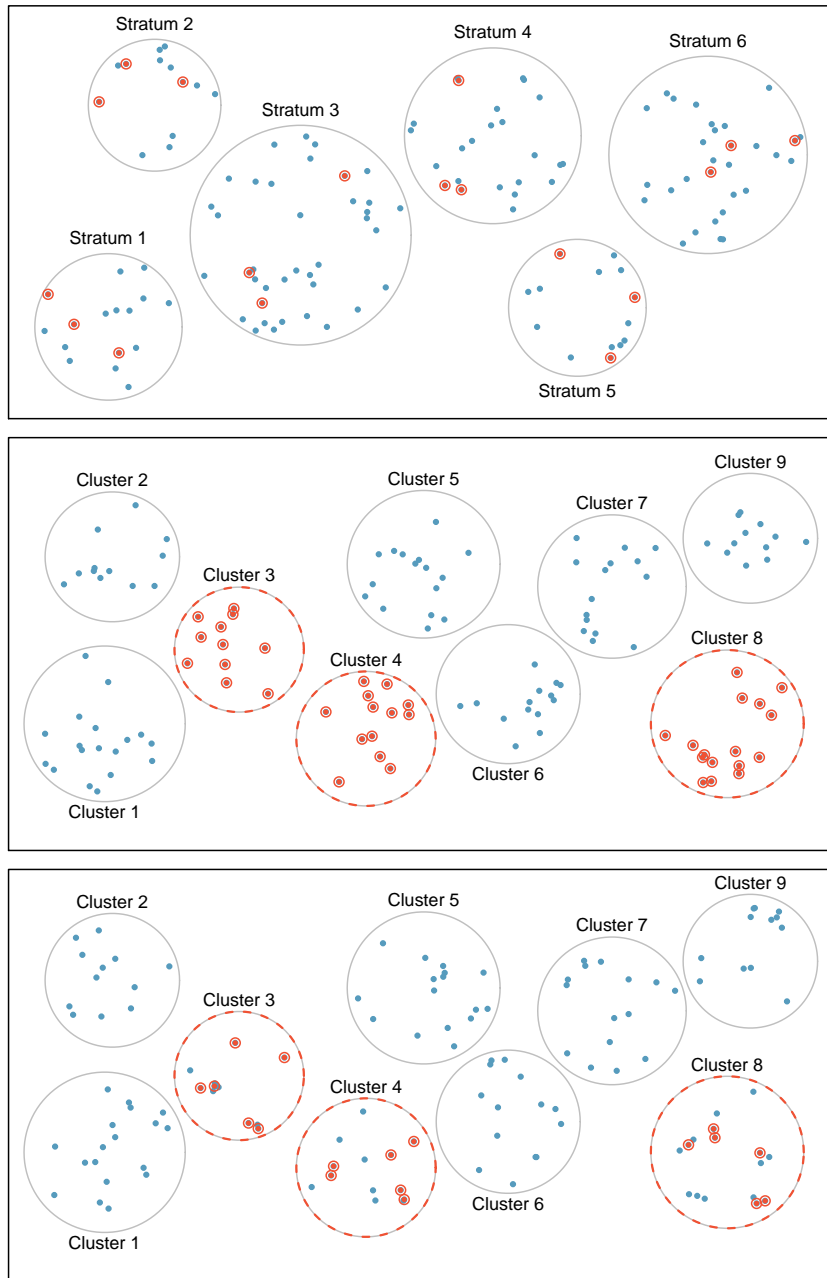 Stratum 2
Stratum 4
Stratum 6
Stratum 3
Stratum 1
Stratum 5
Cluster 2
Cluster 5
Cluster 9
Cluster 7
Cluster 3
Cluster 8
Cluster 4
Cluster 6
Cluster 1
Cluster 2
Cluster 5
Cluster 9
Cluster 7
Cluster 3
Cluster 8
Cluster 4
Cluster 6
Cluster 1